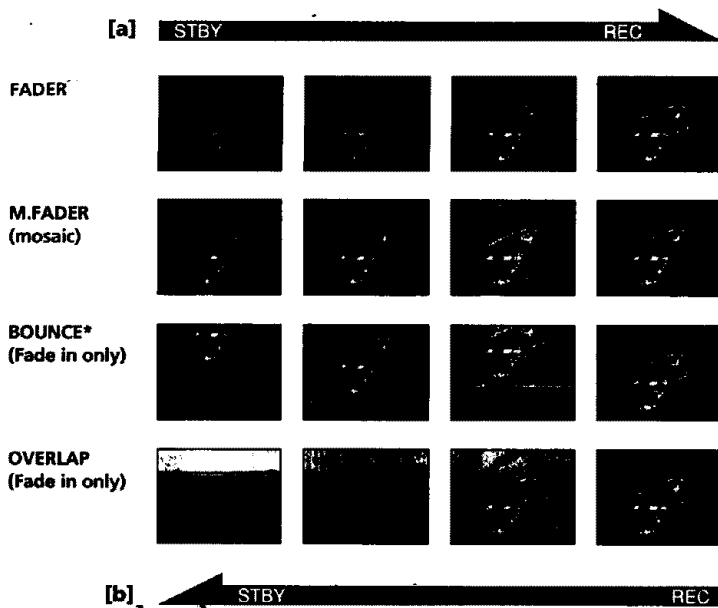 [a] STBY REC
FADER
M.FADER
(mosaic)
BOUNCE*
(Fade in only)
OVERLAP
(Fade in only)
[b] STBY REC